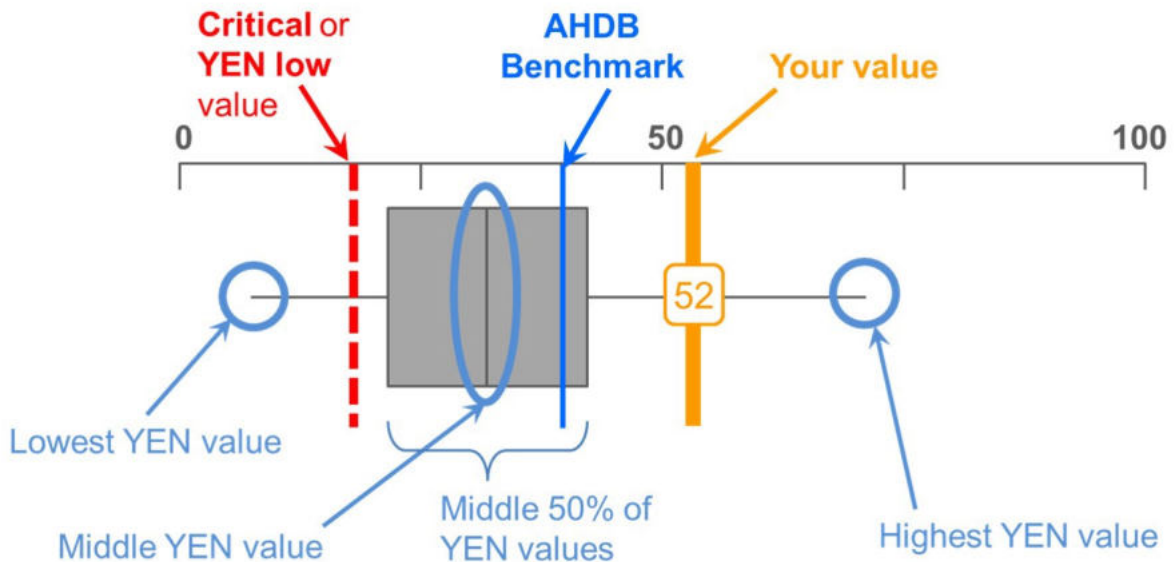 Critical or
YEN low
value
AHDB
Benchmark
Your value
0
50
100
52
Lowest YEN value
Middle YEN value
Middle 50% of
YEN values
Highest YEN value